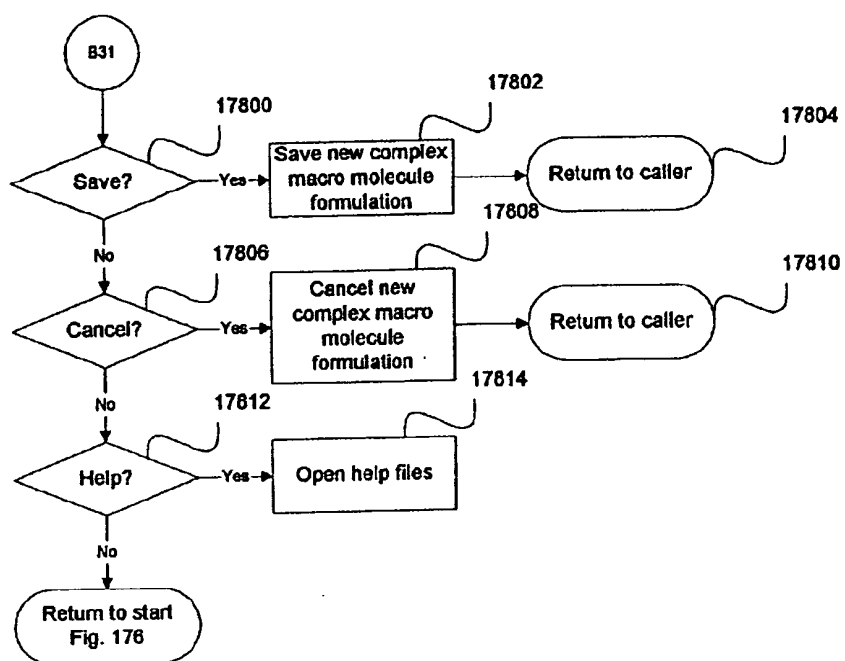 B31
17800
17802
17804
Save?
Yes
Save new complex
macro molecule
formulation
Return to caller
No
17806
17808
17810
Cancel?
Yes
Cancel new
complex macro
molecule
formulation
Return to caller
No
17812
17814
Help?
Yes
Open help files
No
Return to start
Fig. 176